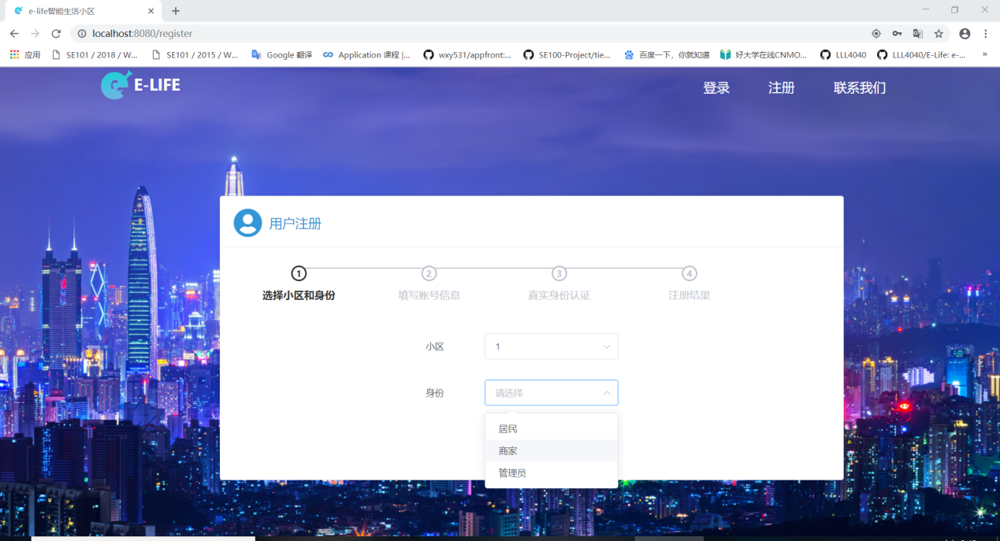 e-life智能生活小区
localhost:8080/register
应用
SE101 / 2018 / W...
SE101 / 2015 / W...
Google 翻译
Application 课程 |...
wxy531/appfront:...
SE100-Project/tie...
百度一下，你就知道
好大学在线CNMO...
LLL4040
LLL4040/E-Life: e-...
»
E-LIFE
登录
注册
联系我们
用户注册
1
2
3
4
选择小区和身份
填写账号信息
真实身份认证
注册结果
小区
1
身份
请选择
居民
商家
管理员